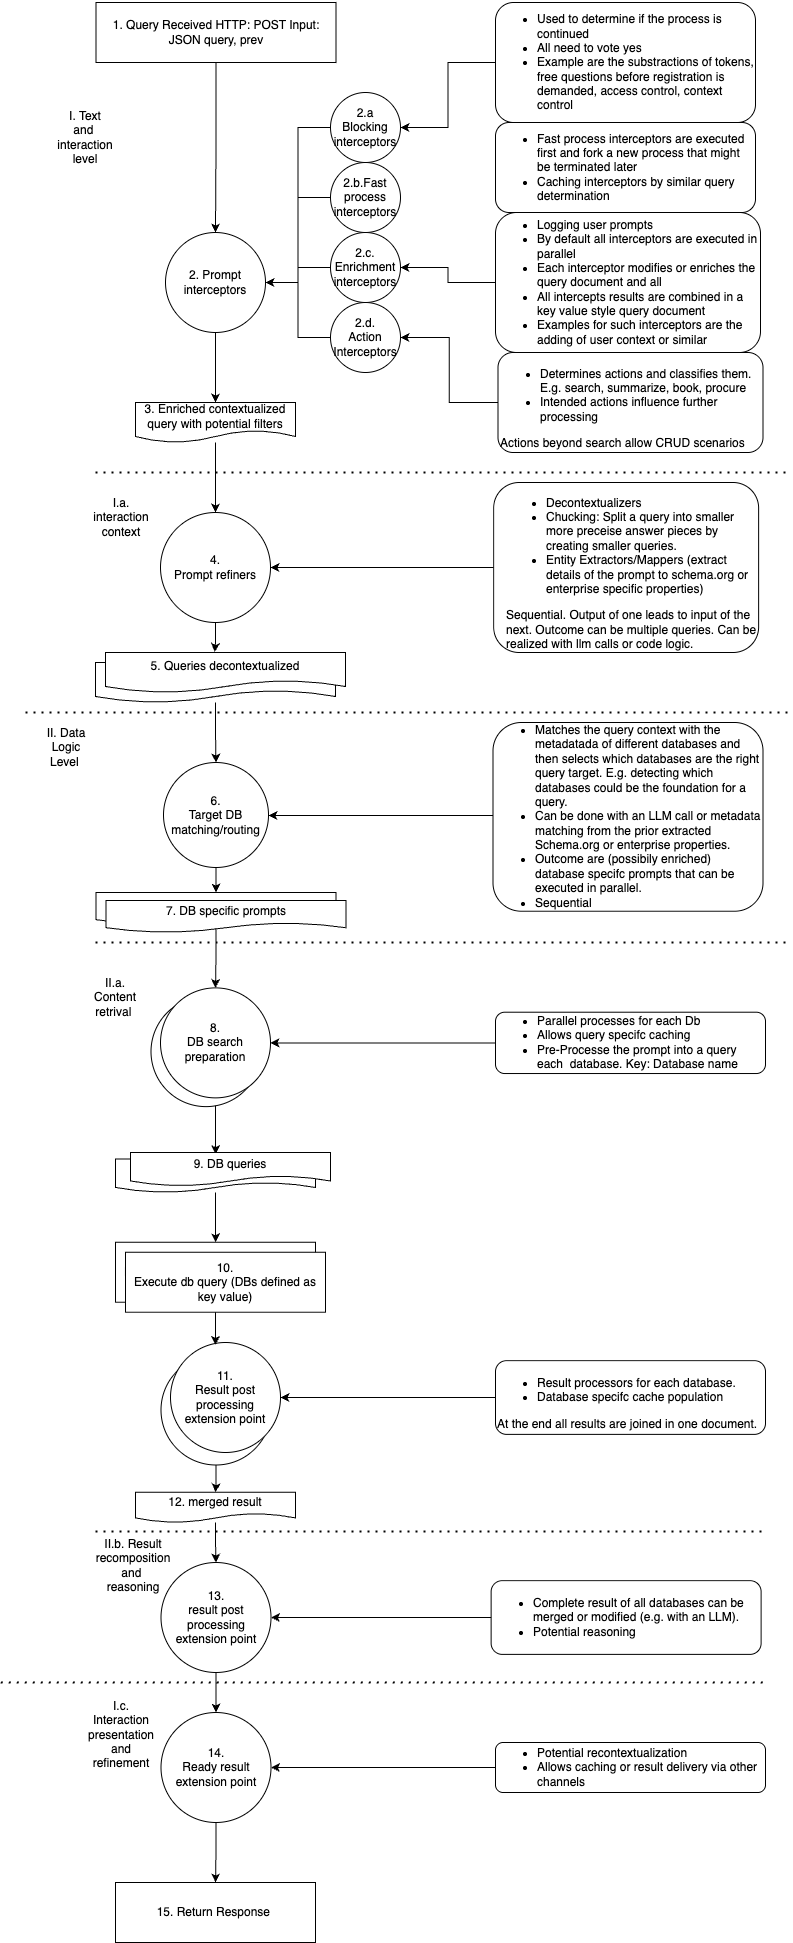 1. Query Received HTTP: POST Input:
JSON query, prev
I. Text
and
interaction
level
2.a
Blocking
interceptors
2.b.Fast
process
interceptors
2.c.
Enrichment
interceptors
2.d.
Action
Interceptors
2. Prompt
interceptors
Used to determine if the process is
continued
All need to vote yes
Example are the substractions of tokens,
free questions before registration is
demanded, access control, context
control
Fast process interceptors are executed
first and fork a new process that might
be terminated later
Caching interceptors by similar query
determination
Logging user prompts
By default all interceptors are executed in
parallel
Each interceptor modifies or enriches the
query document and all
All intercepts results are combined in a
key value style query document
Examples for such interceptors are the
adding of user context or similar
Determines actions and classifies them.
E.g. search, summarize, book, procure
Intended actions influence further
processing
Actions beyond search allow CRUD scenarios
3. Enriched contextualized
query with potential filters
I.a.
interaction
context
4.
Prompt refiners
Decontextualizers
Chucking: Split a query into smaller
more preceise answer pieces by
creating smaller queries.
Entity Extractors/Mappers (extract
details of the prompt to schema.org or
enterprise specific properties)
Sequential. Output of one leads to input of the
next. Outcome can be multiple queries. Can be
realized with llm calls or code logic.
5. Queries decontextualized
II. Data
Logic
Level
6.
Target DB
matching/routing
Matches the query context with the
metadatada of different databases and
then selects which databases are the right
query target. E.g. detecting which
databases could be the foundation for a
query.
Can be done with an LLM call or metadata
matching from the prior extracted
Schema.org or enterprise properties.
Outcome are (possibily enriched)
database specifc prompts that can be
executed in parallel.
Sequential
7. DB specific prompts
II.a.
Content
retrival
8.
DB search
preparation
Parallel processes for each Db
Allows query specifc caching
Pre-Processe the prompt into a query
each database. Key: Database name
9. DB queries
10.
Execute db query (DBs defined as
key value)
11.
Result post
processing
extension point
Result processors for each database.
Database specifc cache population
At the end all results are joined in one document.
12. merged result
II.b. Result
recomposition
and
reasoning
13.
result post
processing
extension point
Complete result of all databases can be
merged or modified (e.g. with an LLM).
Potential reasoning
I.c.
Interaction
presentation
and
refinement
14.
Ready result
extension point
Potential recontextualization
Allows caching or result delivery via other
channels
15. Return Response